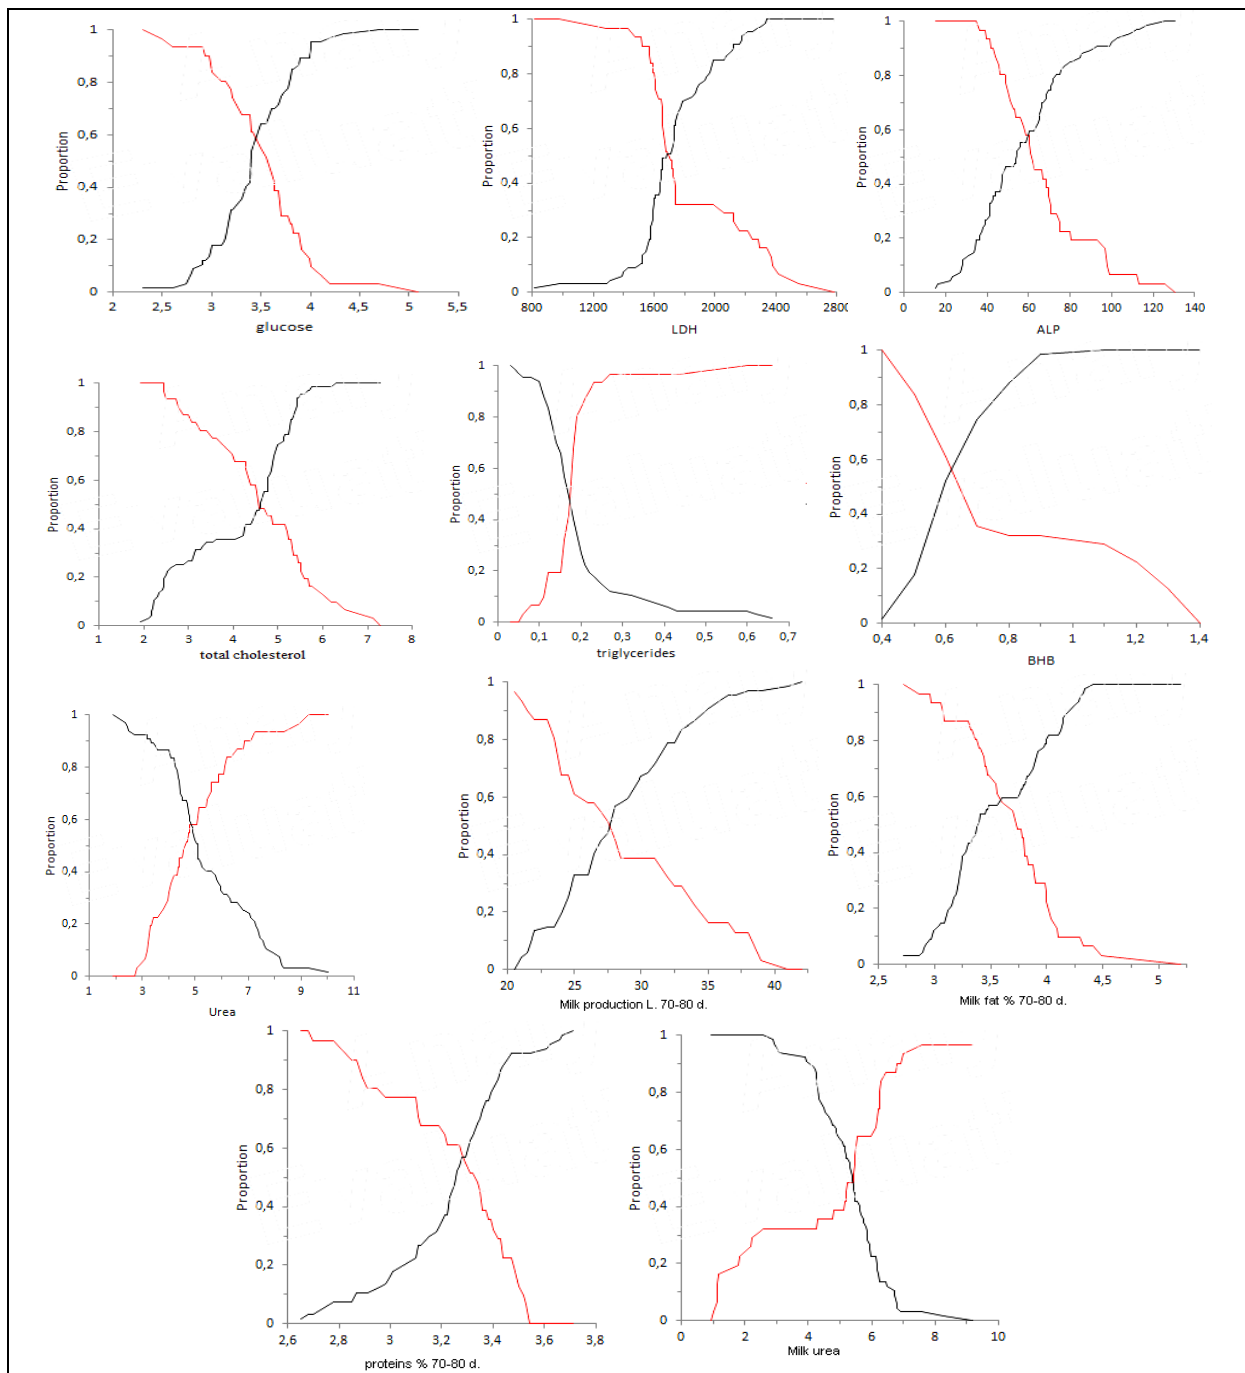 1
0,8
0,6
0,4
0,2
0
Proportion
2 2,5 3 3,5 4 4,5 5 5,5
glucose
1
0,8
0,6
0,4
0,2
0
Proportion
800 1200 1600 2000 2400 2800
LDH
1
0,8
0,6
0,4
0,2
0
Proportion
0 20 40 60 80 100 120 140
ALP
1
0,8
0,6
0,4
0,2
0
Proportion
1 2 3 4 5 6 7 8
total cholesterol
1
0,8
0,6
0,4
0,2
0
Proportion
0 0,1 0,2 0,3 0,4 0,5 0,6 0,7
triglycerides
1
0,8
0,6
0,4
0,2
0
Proportion
0,4 0,6 0,8 1 1,2 1,4
BHB
1
0,8
0,6
0,4
0,2
0
Proportion
1 3 5 7 9 11
Urea
1
0,8
0,6
0,4
0,2
0
Proportion
20 25 30 35 40
Milk production L. 70-80 d.
1
0,8
0,6
0,4
0,2
0
Proportion
2,5 3 3,5 4 4,5 5
Milk fat % 70-80 d.
1
0,8
0,6
0,4
0,2
0
Proportion
2,6 2,8 3 3,2 3,4 3,6 3,8
proteins % 70-80 d.
1
0,8
0,6
0,4
0,2
0
Proportion
0 2 4 6 8 10
Milk urea